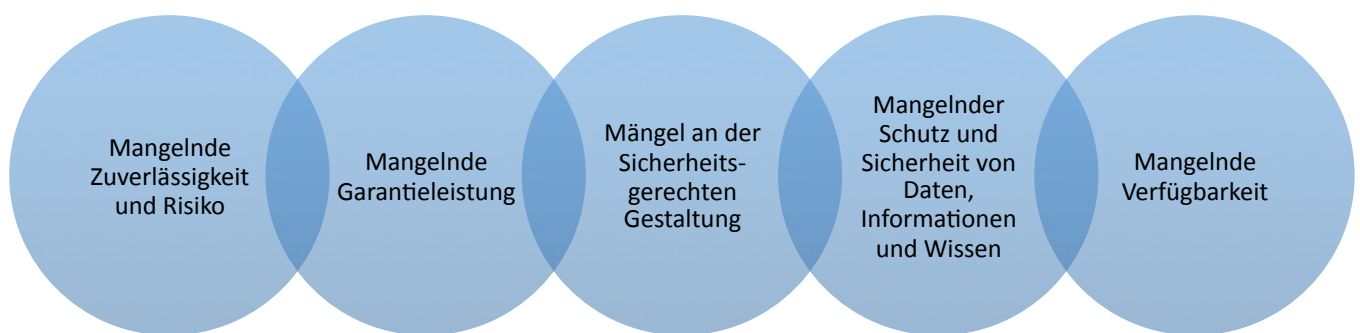 Mangelnde
Zuverlässigkeit
und Risiko
Mangelnde
Garantieleistung
Mängel an der
Sicherheits-
gerechten
Gestaltung
Mangelnder
Schutz und
Sicherheit von
Daten,
Informationen
und Wissen
Mangelnde
Verfügbarkeit